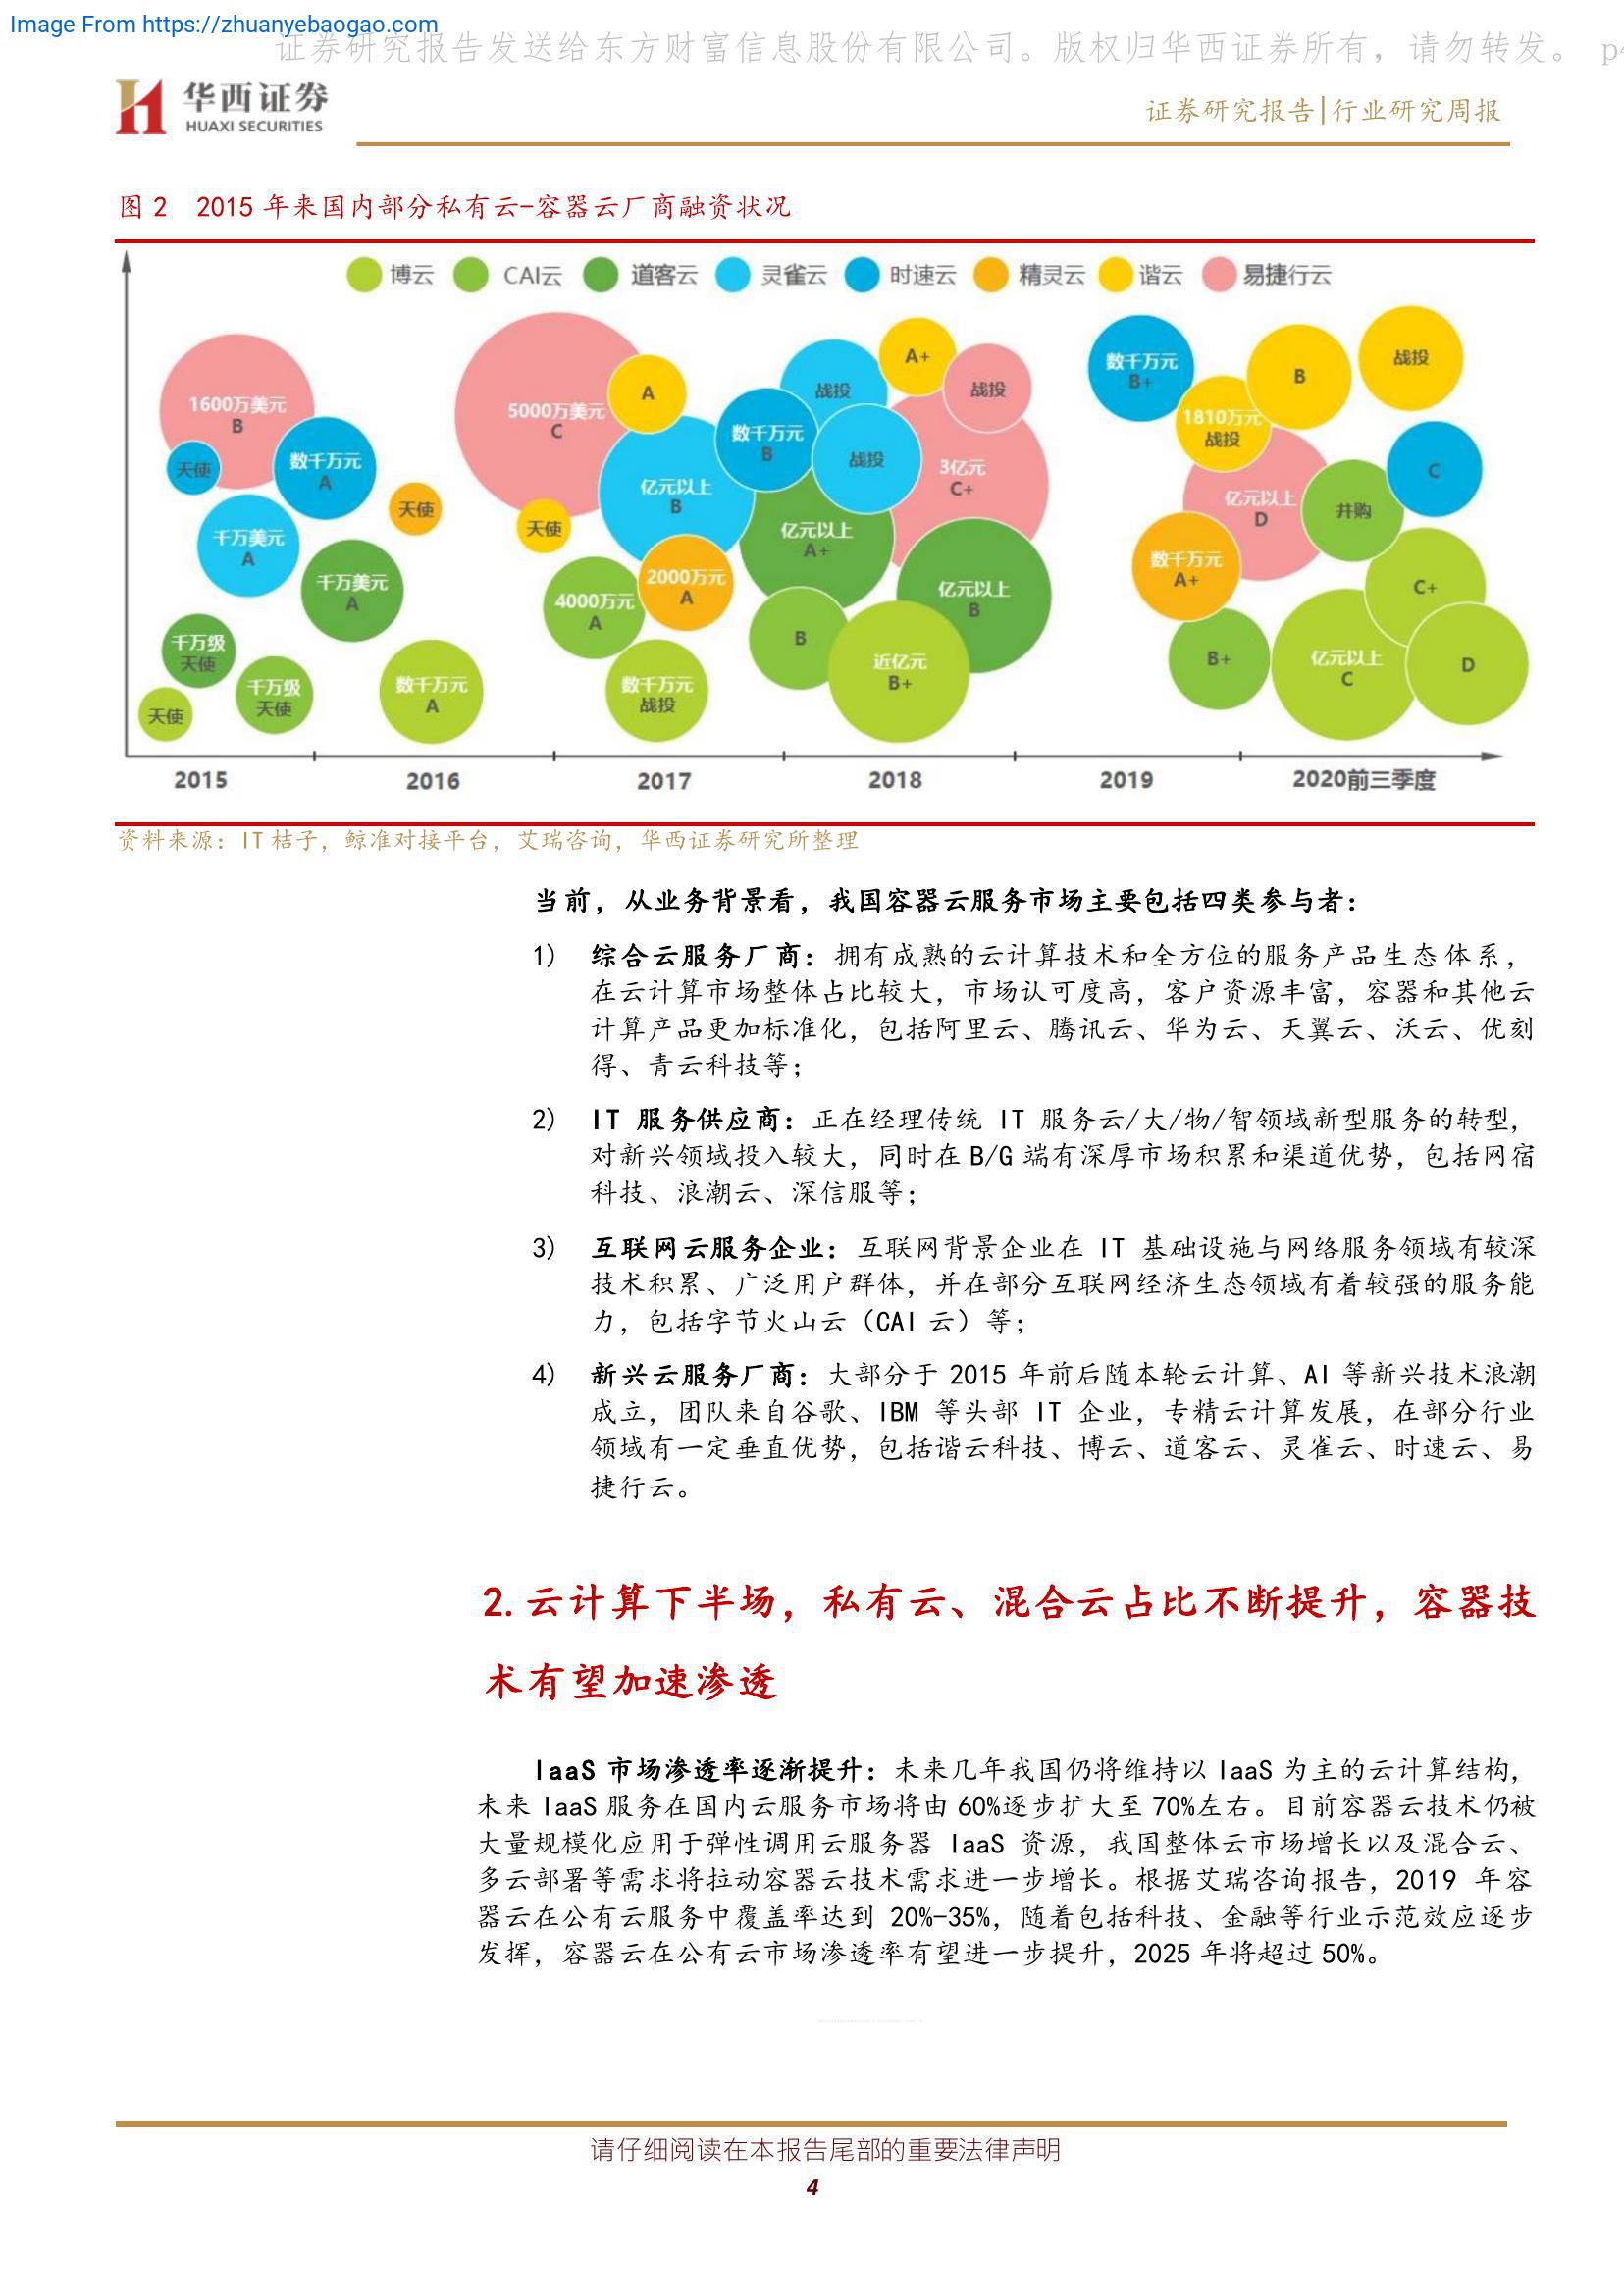 Image From https://zhuanyebaogao.com
证券研究报告发送给东方财富信息股份有限公司。版权归华西证券所有，请勿转发。 p4
华西证券
HUAXI SECURITIES
证券研究报告|行业研究周报
图 2 2015 年来国内部分私有云-容器云厂商融资状况
博云 CAI云 道客云 灵雀云 时速云 精灵云 谐云 易捷行云
1600万美元
B
天使
数千万元
A
千万美元
A
千万美元
A
千万级
天使
千万级
天使
天使
天使
数千万元
A
5000万美元
C
A
天使
亿元以上
B
2000万元
A
4000万元
A
数千万元
战投
数千万元
B
战投
战投
A+
战投
3亿元
C+
亿元以上
A+
亿元以上
B
B
近亿元
B+
数千万元
B+
1810万元
战投
B
战投
亿元以上
D
并购
C
数千万元
A+
C+
B+
亿元以上
C
D
2015 2016 2017 2018 2019 2020前三季度
资料来源：IT 桔子，鲸准对接平台，艾瑞咨询，华西证券研究所整理
当前，从业务背景看，我国容器云服务市场主要包括四类参与者：
1) 综合云服务厂商：拥有成熟的云计算技术和全方位的服务产品生态体系，
在云计算市场整体占比较大，市场认可度高，客户资源丰富，容器和其他云
计算产品更加标准化，包括阿里云、腾讯云、华为云、天翼云、沃云、优刻
得、青云科技等；
2) IT 服务供应商：正在经理传统 IT 服务云/大/物/智领域新型服务的转型，
对新兴领域投入较大，同时在 B/G 端有深厚市场积累和渠道优势，包括网宿
科技、浪潮云、深信服等；
3) 互联网云服务企业：互联网背景企业在 IT 基础设施与网络服务领域有较深
技术积累、广泛用户群体，并在部分互联网经济生态领域有着较强的服务能
力，包括字节火山云（CAI 云）等；
4) 新兴云服务厂商：大部分于 2015 年前后随本轮云计算、AI 等新兴技术浪潮
成立，团队来自谷歌、IBM 等头部 IT 企业，专精云计算发展，在部分行业
领域有一定垂直优势，包括谐云科技、博云、道客云、灵雀云、时速云、易
捷行云。
2. 云计算下半场，私有云、混合云占比不断提升，容器技
术有望加速渗透
IaaS 市场渗透率逐渐提升：未来几年我国仍将维持以 IaaS 为主的云计算结构，
未来 IaaS 服务在国内云服务市场将由 60%逐步扩大至 70%左右。目前容器云技术仍被
大量规模化应用于弹性调用云服务器 IaaS 资源，我国整体云市场增长以及混合云、
多云部署等需求将拉动容器云技术需求进一步增长。根据艾瑞咨询报告，2019 年容
器云在公有云服务中覆盖率达到 20%-35%，随着包括科技、金融等行业示范效应逐步
发挥，容器云在公有云市场渗透率有望进一步提升，2025 年将超过 50%。
请仔细阅读在本报告尾部的重要法律声明
4